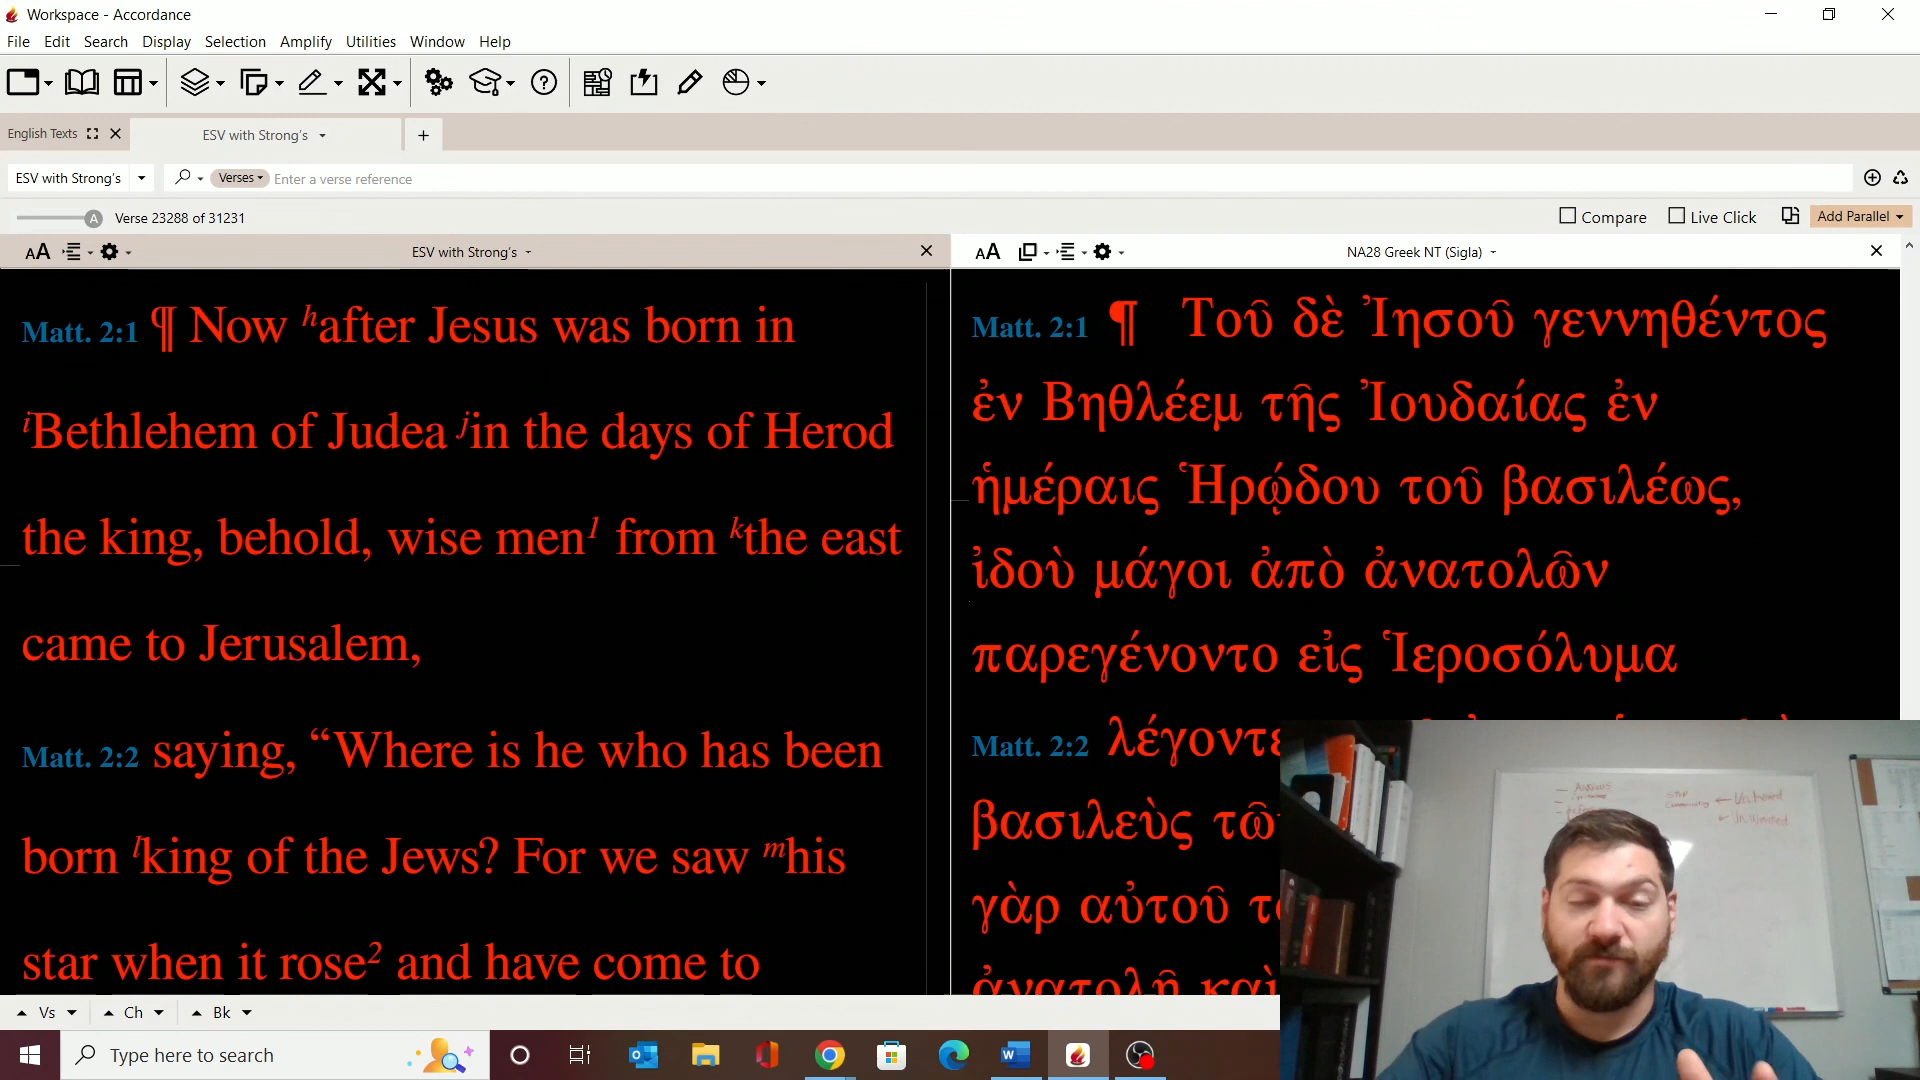 Workspace - Accordance
File Edit Search Display Selection Amplify Utilities Window Help
English Texts
ESV with Strong's
+
ESV with Strong's
Verses
Enter a verse reference
A
Verse 23288 of 31231
Compare
Live Click
Add Parallel
AA
ESV with Strong's
AA
NA28 Greek NT (Sigla)
Matt. 2:1 ¶ Now hafter Jesus was born in
iBethlehem of Judea jin the days of Herod
the king, behold, wise men1 from kthe east
came to Jerusalem,
Matt. 2:2 saying, “Where is he who has been
born lking of the Jews? For we saw mhis
star when it rose2 and have come to
Matt. 2:1 ¶ Τοῦ δὲ Ἰησοῦ γεννηθέντος
ἐν Βηθλέεμ τῆς Ἰουδαίας ἐν
ἡμέραις Ἡρῴδου τοῦ βασιλέως,
ἰδοὺ μάγοι ἀπὸ ἀνατολῶν
παρεγένοντο εἰς Ἱεροσόλυμα
Matt. 2:2
βασιλεὺς
γὰρ αὐτοῦ
ἀνατολῇ καὶ
Vs Ch Bk
Type here to search